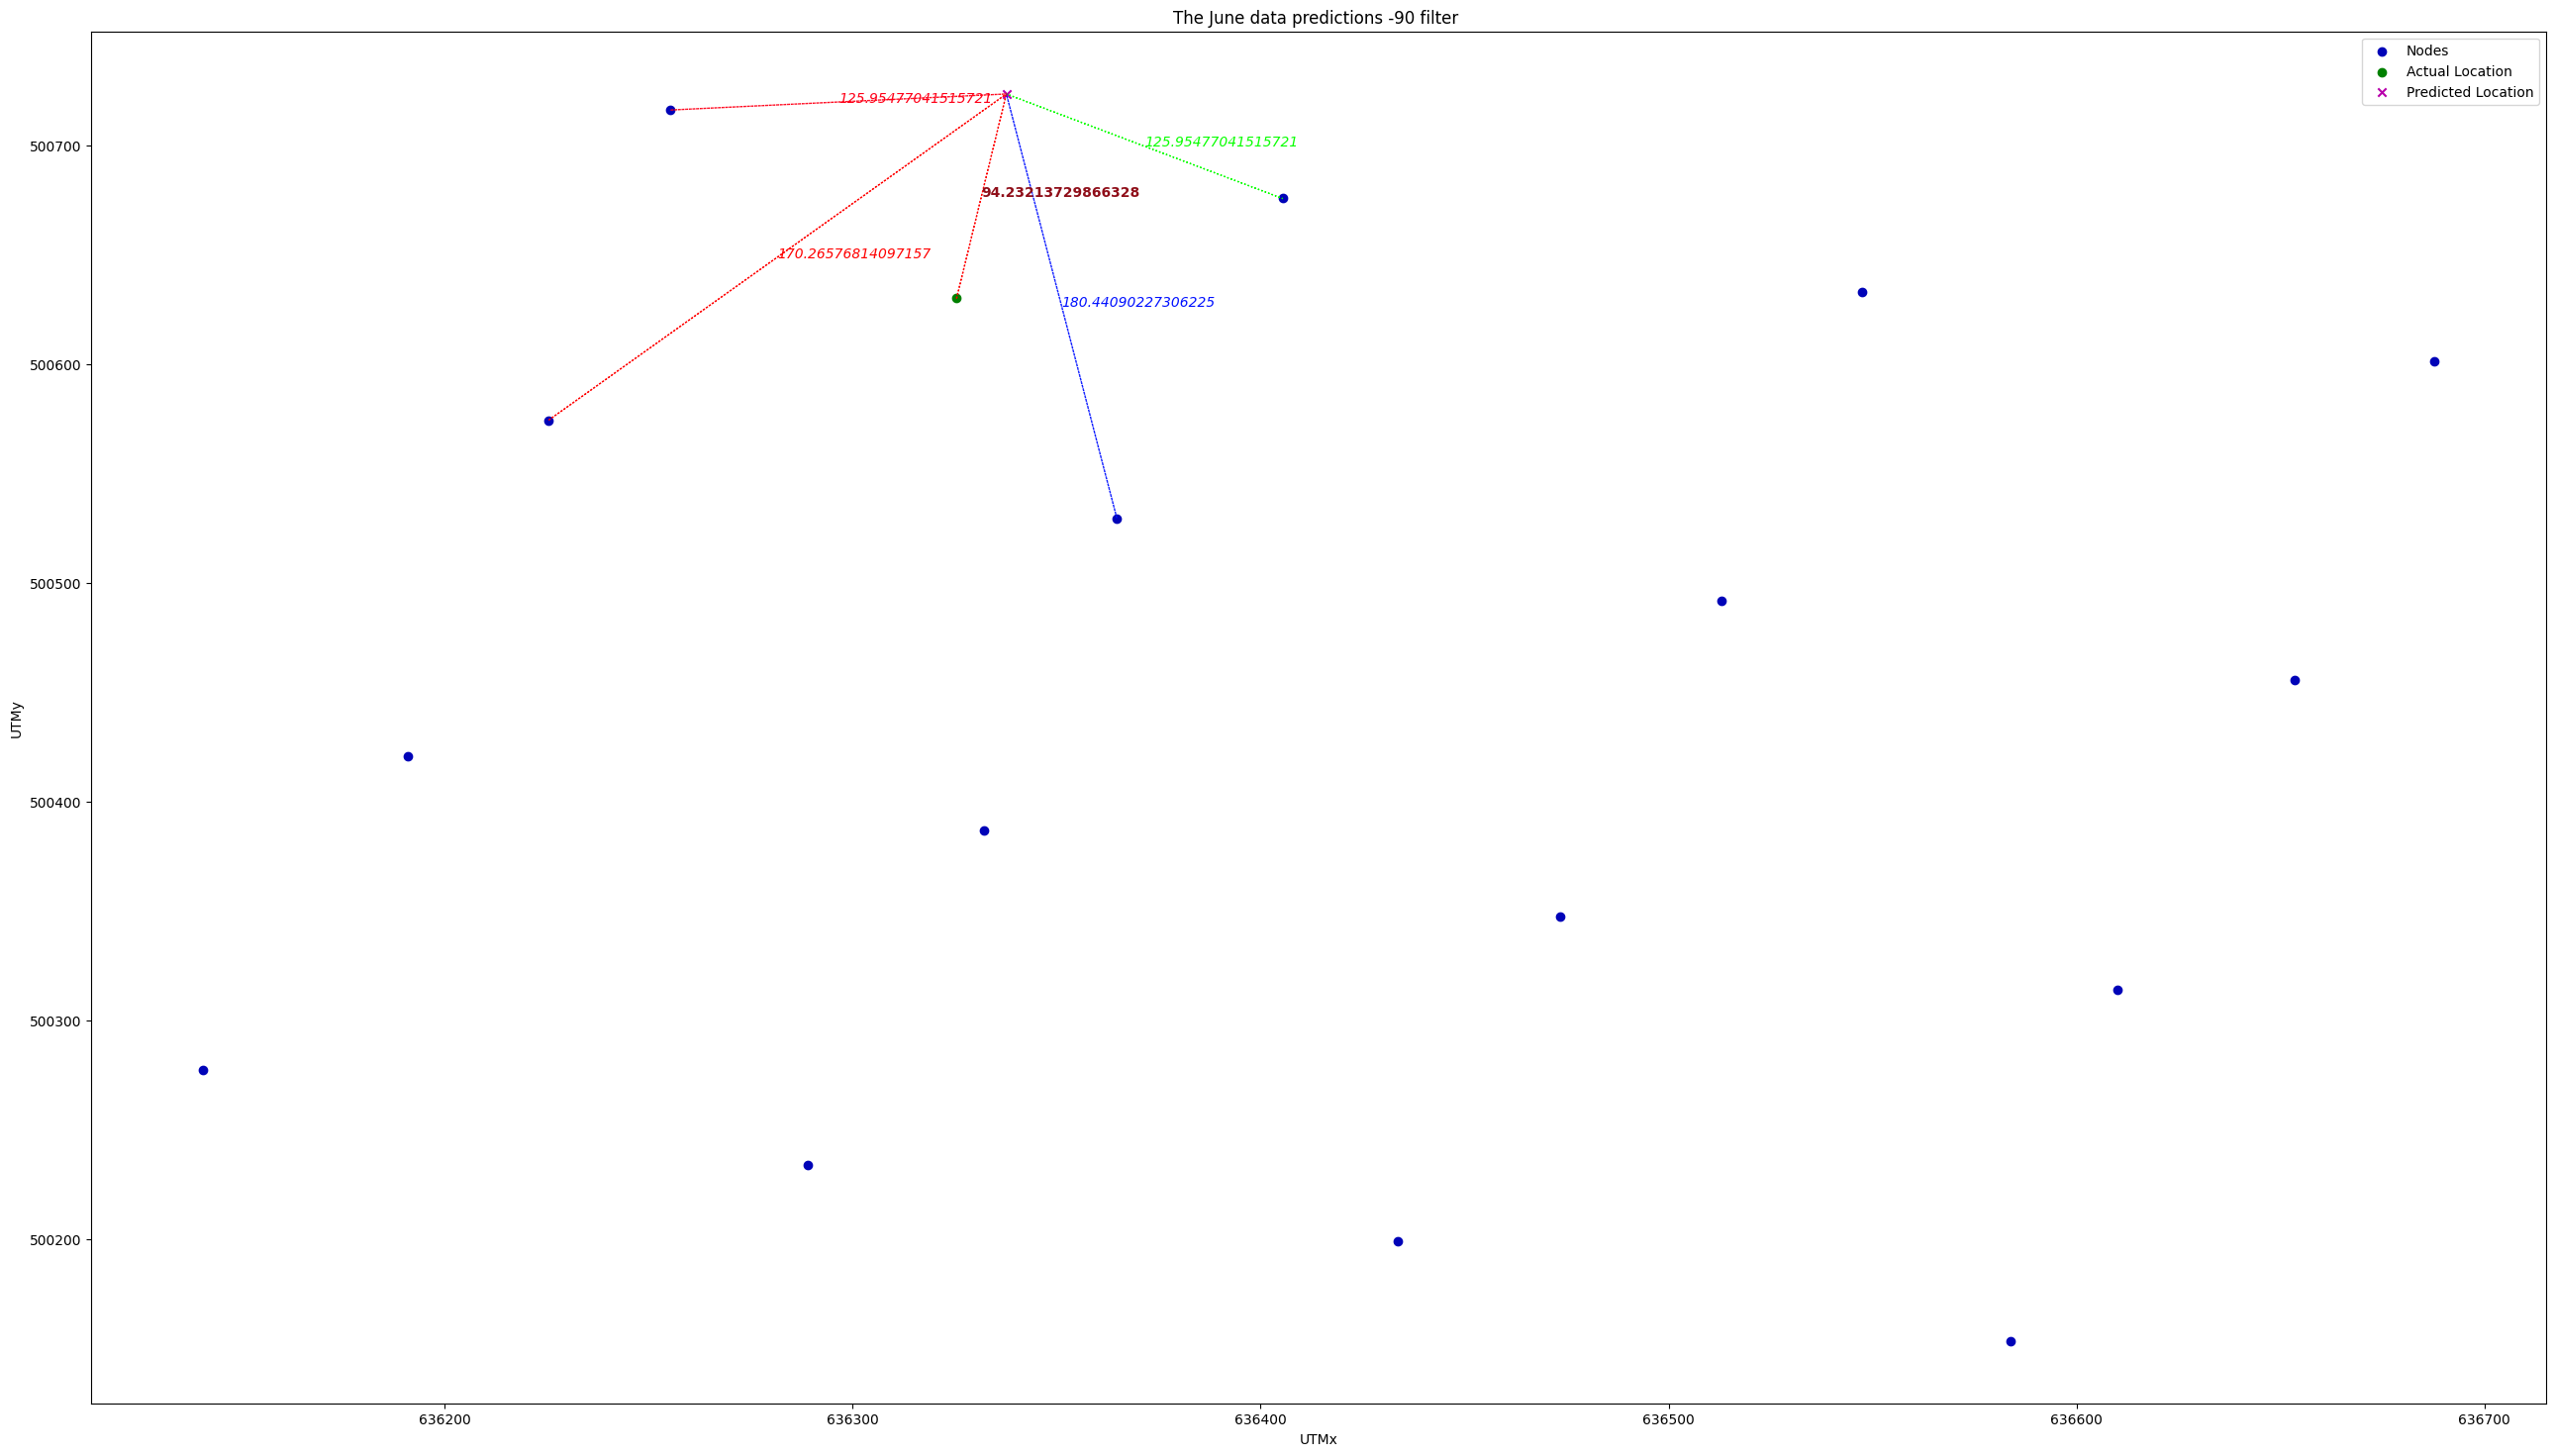 The June data predictions -90 filter
Nodes
Actual Location
Predicted Location
125.95477041515721
125.95477041515721
94.23213729866328
170.26576814097157
180.44090227306225
500700
500600
500500
500400
500300
500200
UTMy
636200
636300
636400
636500
636600
636700
UTMx